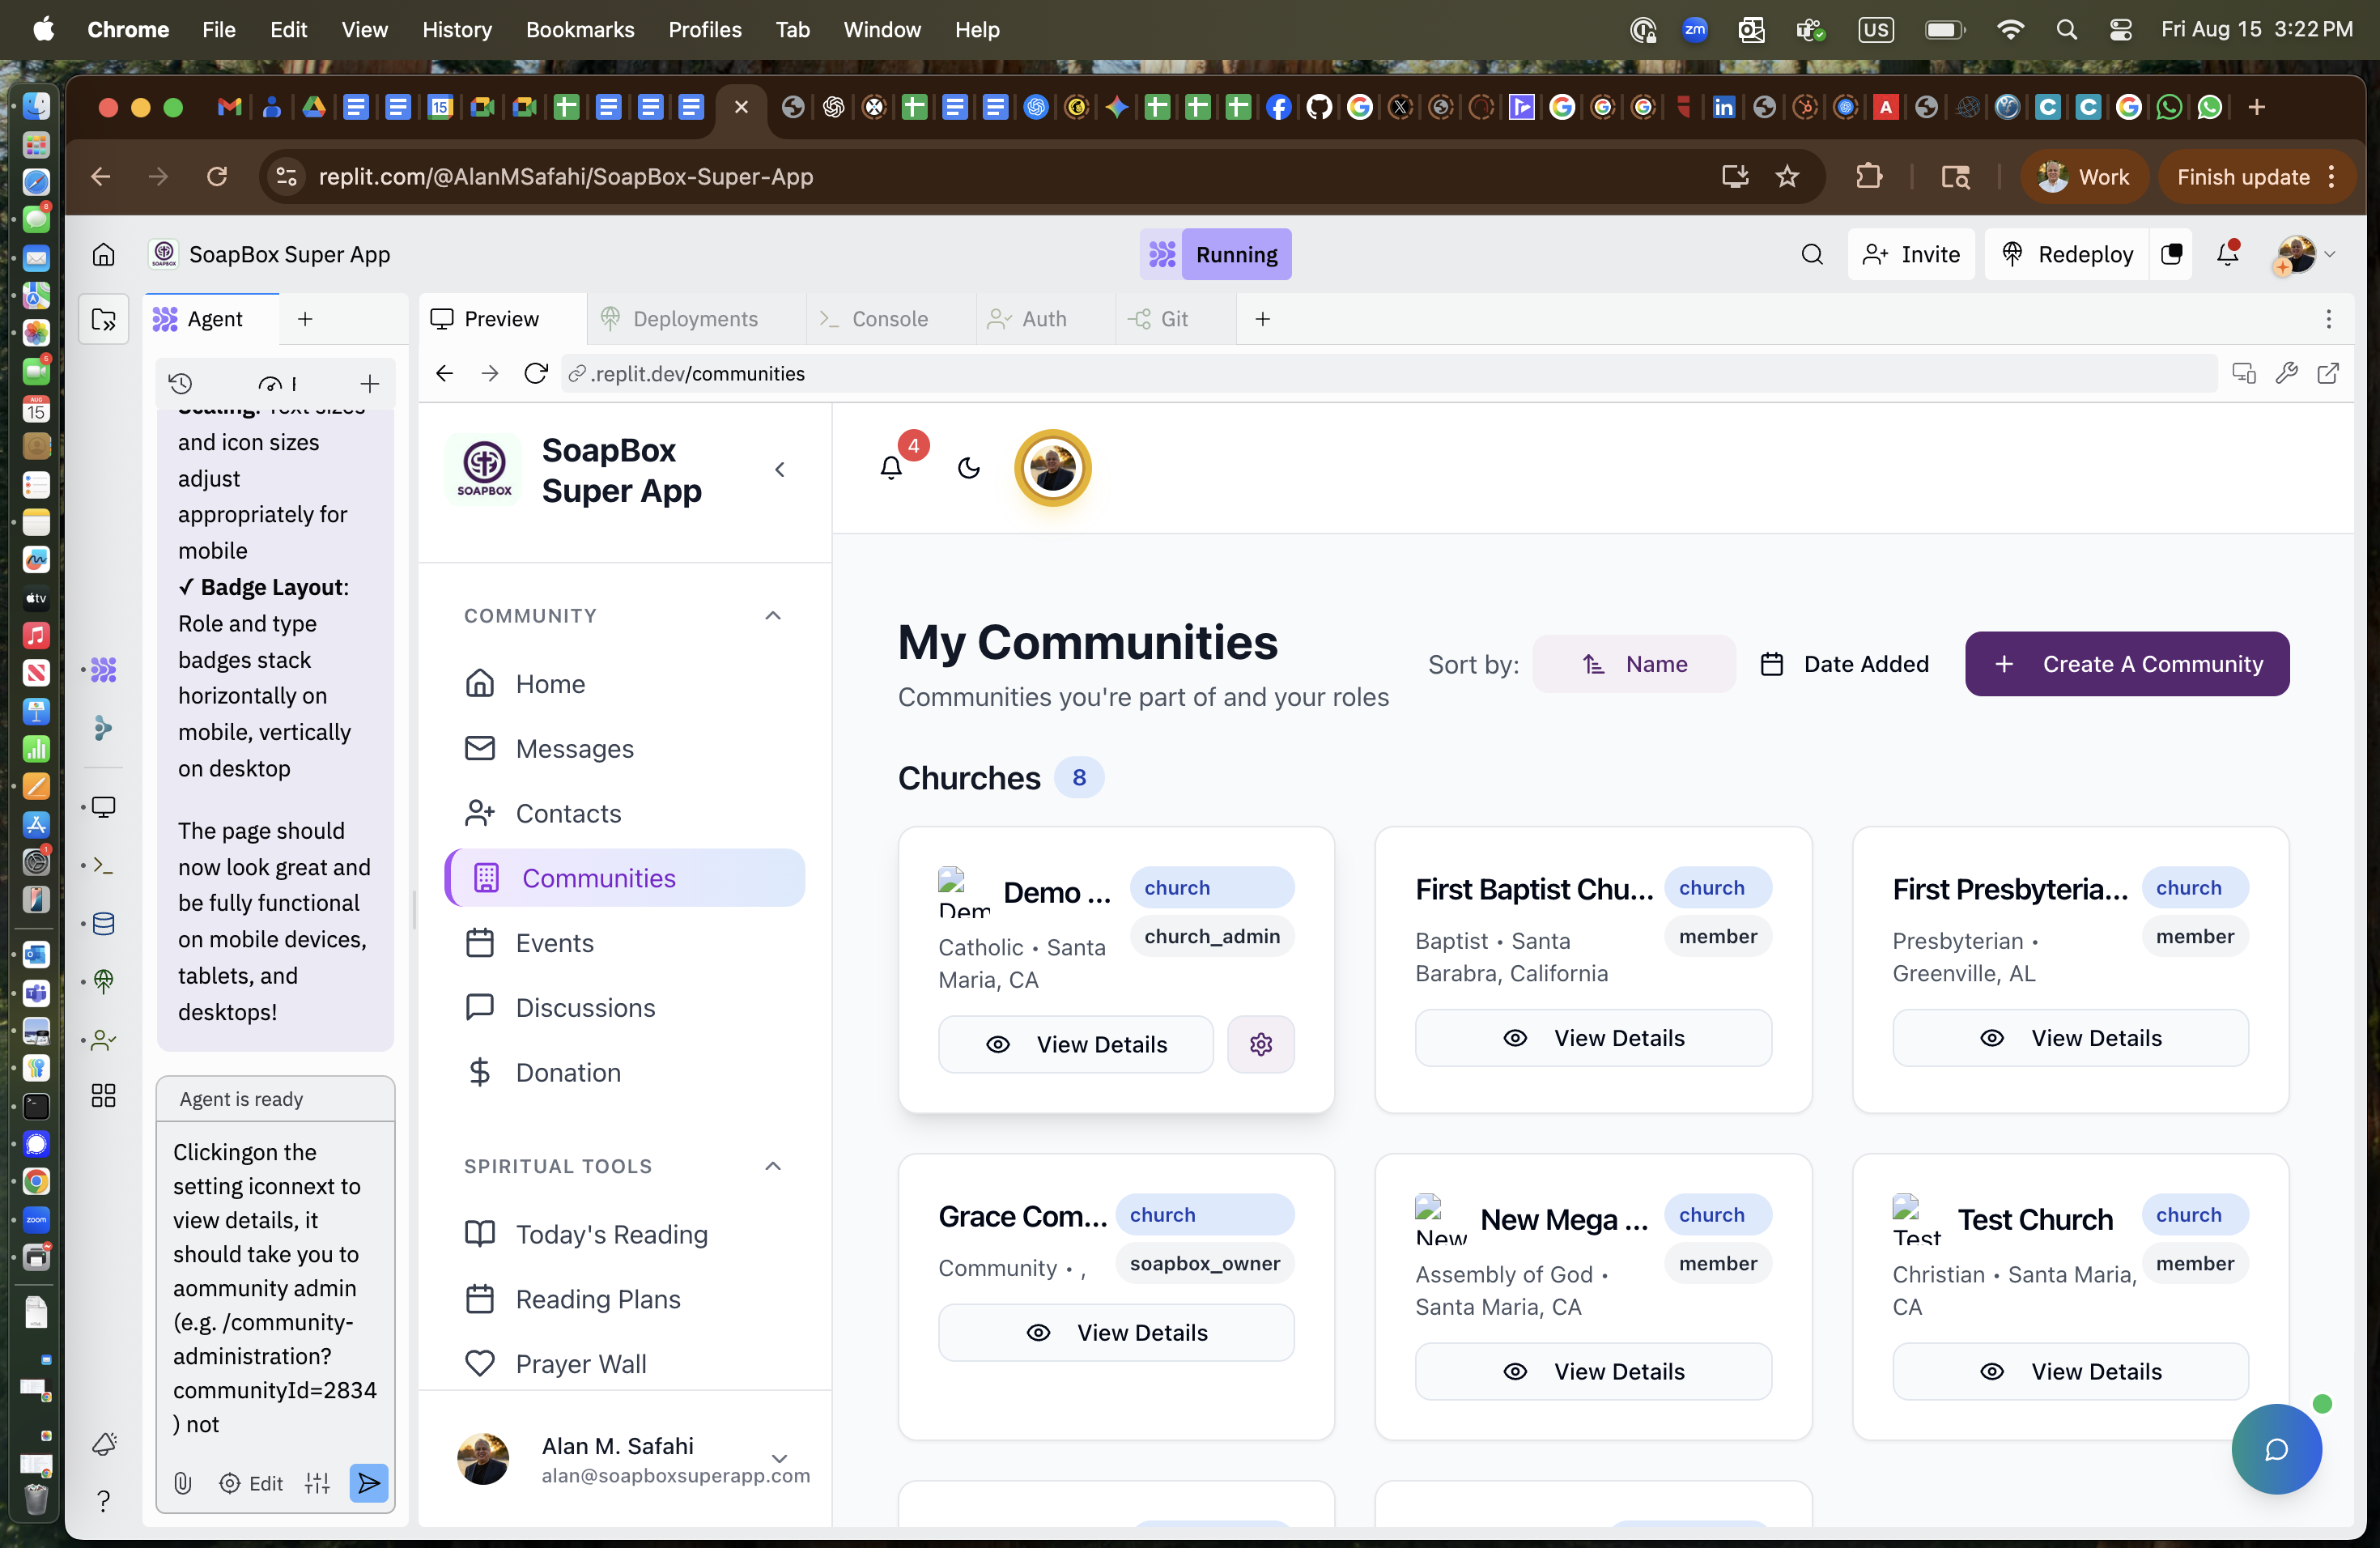 Chrome File Edit View History Bookmarks Profiles Tab Window Help
zm
US
Fri Aug 15 3:22 PM
replit.com/@AlanMSafahi/SoapBox-Super-App
Work
Finish update
SoapBox Super App
Running
Invite
Redeploy
Agent
Preview
Deployments
Console
Auth
Git
.replit.dev/communities
Scaling: Text sizes
and icon sizes
adjust
appropriately for
mobile
✓ Badge Layout:
Role and type
badges stack
horizontally on
mobile, vertically
on desktop
The page should
now look great and
be fully functional
on mobile devices,
tablets, and
desktops!
Agent is ready
Clickingon the
setting iconnext to
view details, it
should take you to
aommunity admin
(e.g. /community-
administration?
communityId=2834
) not
Edit
SOAPBOX
SoapBox
Super App
COMMUNITY
Home
Messages
Contacts
Communities
Events
Discussions
Donation
SPIRITUAL TOOLS
Today's Reading
Reading Plans
Prayer Wall
Alan M. Safahi
alan@soapboxsuperapp.com
4
My Communities
Communities you're part of and your roles
Sort by:
Name
Date Added
+ Create A Community
Churches 8
Dem
Demo ...
church
church_admin
Catholic • Santa
Maria, CA
View Details
First Baptist Chu...
church
member
Baptist • Santa
Barabra, California
View Details
First Presbyteria...
church
member
Presbyterian •
Greenville, AL
View Details
Grace Com...
church
soapbox_owner
Community • ,
View Details
New
New Mega ...
church
member
Assembly of God •
Santa Maria, CA
View Details
Test
Test Church
church
member
Christian • Santa Maria,
CA
View Details